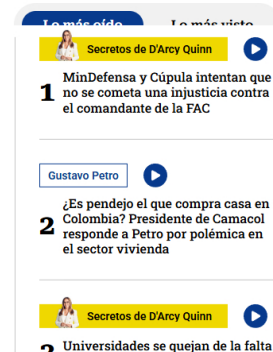 Lo más oído Lo más visto
Secretos de D'Arcy Quinn
MinDefensa y Cúpula intentan que
1 no se cometa una injusticia contra
el comandante de la FAC
Gustavo Petro
¿Es pendejo el que compra casa en
2 Colombia? Presidente de Camacol
responde a Petro por polémica en
el sector vivienda
Secretos de D'Arcy Quinn
3 Universidades se quejan de la falta